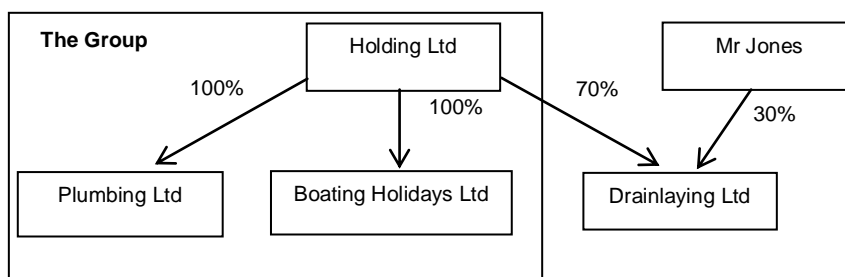 The Group
Holding Ltd
Mr Jones
100%
100%
70%
30%
Plumbing Ltd
Boating Holidays Ltd
Drainlaying Ltd